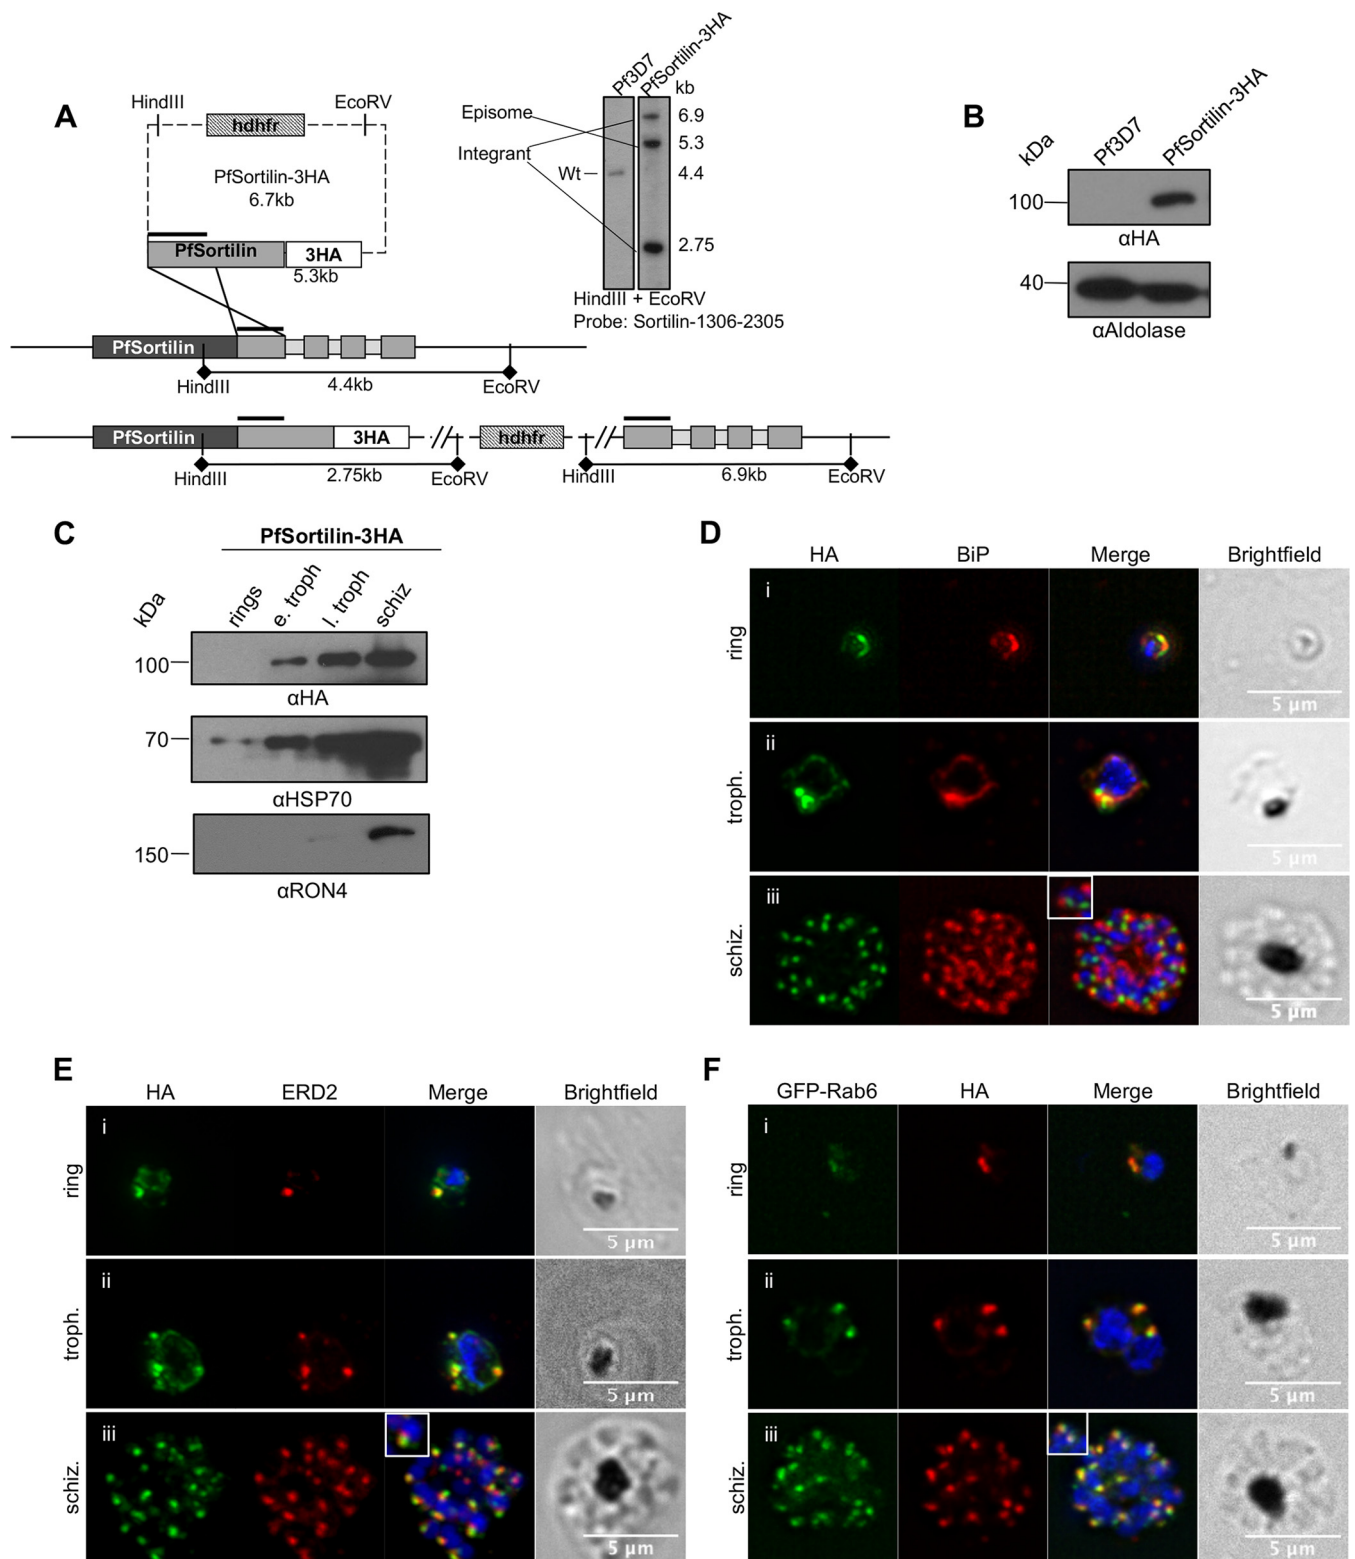 A
HindIII
EcoRV
hdhfr
PfSortilin-3HA
6.7kb
PfSortilin
3HA
5.3kb
PfSortilin
HindIII
4.4kb
EcoRV
PfSortilin
3HA
hdhfr
HindIII
2.75kb
EcoRV
HindIII
6.9kb
EcoRV
Pf3D7
PfSortilin-3HA
kb
Episome
Integrant
Wt
6.9
5.3
4.4
2.75
HindIII + EcoRV
Probe: Sortilin-1306-2305
B
kDa
Pf3D7
PfSortilin-3HA
100
αHA
40
αAldolase
C
PfSortilin-3HA
kDa
rings
e. troph
l. troph
schiz
100
αHA
70
αHSP70
150
αRON4
D
HA BiP Merge Brightfield
ring
i
5 μm
troph.
ii
5 μm
schiz.
iii
5 μm
E
HA ERD2 Merge Brightfield
ring
i
5 μm
troph.
ii
5 μm
schiz.
iii
5 μm
F
GFP-Rab6 HA Merge Brightfield
ring
i
5 μm
troph.
ii
5 μm
schiz.
iii
5 μm